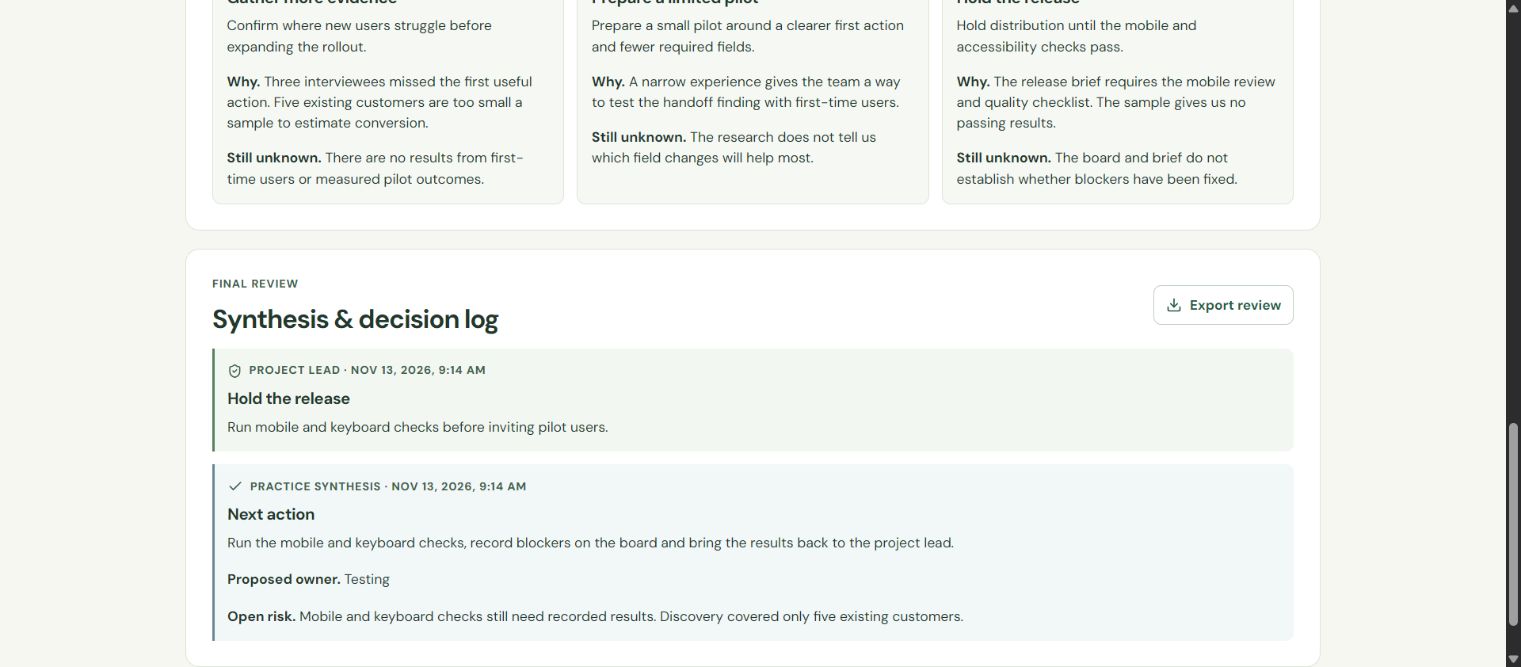 Gather more evidence
Confirm where new users struggle before
expanding the rollout.
Why. Three interviewees missed the first useful
action. Five existing customers are too small a
sample to estimate conversion.
Still unknown. There are no results from first-
time users or measured pilot outcomes.
Prepare a limited pilot
Prepare a small pilot around a clearer first action
and fewer required fields.
Why. A narrow experience gives the team a way
to test the handoff finding with first-time users.
Still unknown. The research does not tell us
which field changes will help most.
Hold the release
Hold distribution until the mobile and
accessibility checks pass.
Why. The release brief requires the mobile review
and quality checklist. The sample gives us no
passing results.
Still unknown. The board and brief do not
establish whether blockers have been fixed.
FINAL REVIEW
Synthesis & decision log
Export review
PROJECT LEAD · NOV 13, 2026, 9:14 AM
Hold the release
Run mobile and keyboard checks before inviting pilot users.
PRACTICE SYNTHESIS · NOV 13, 2026, 9:14 AM
Next action
Run the mobile and keyboard checks, record blockers on the board and bring the results back to the project lead.
Proposed owner. Testing
Open risk. Mobile and keyboard checks still need recorded results. Discovery covered only five existing customers.